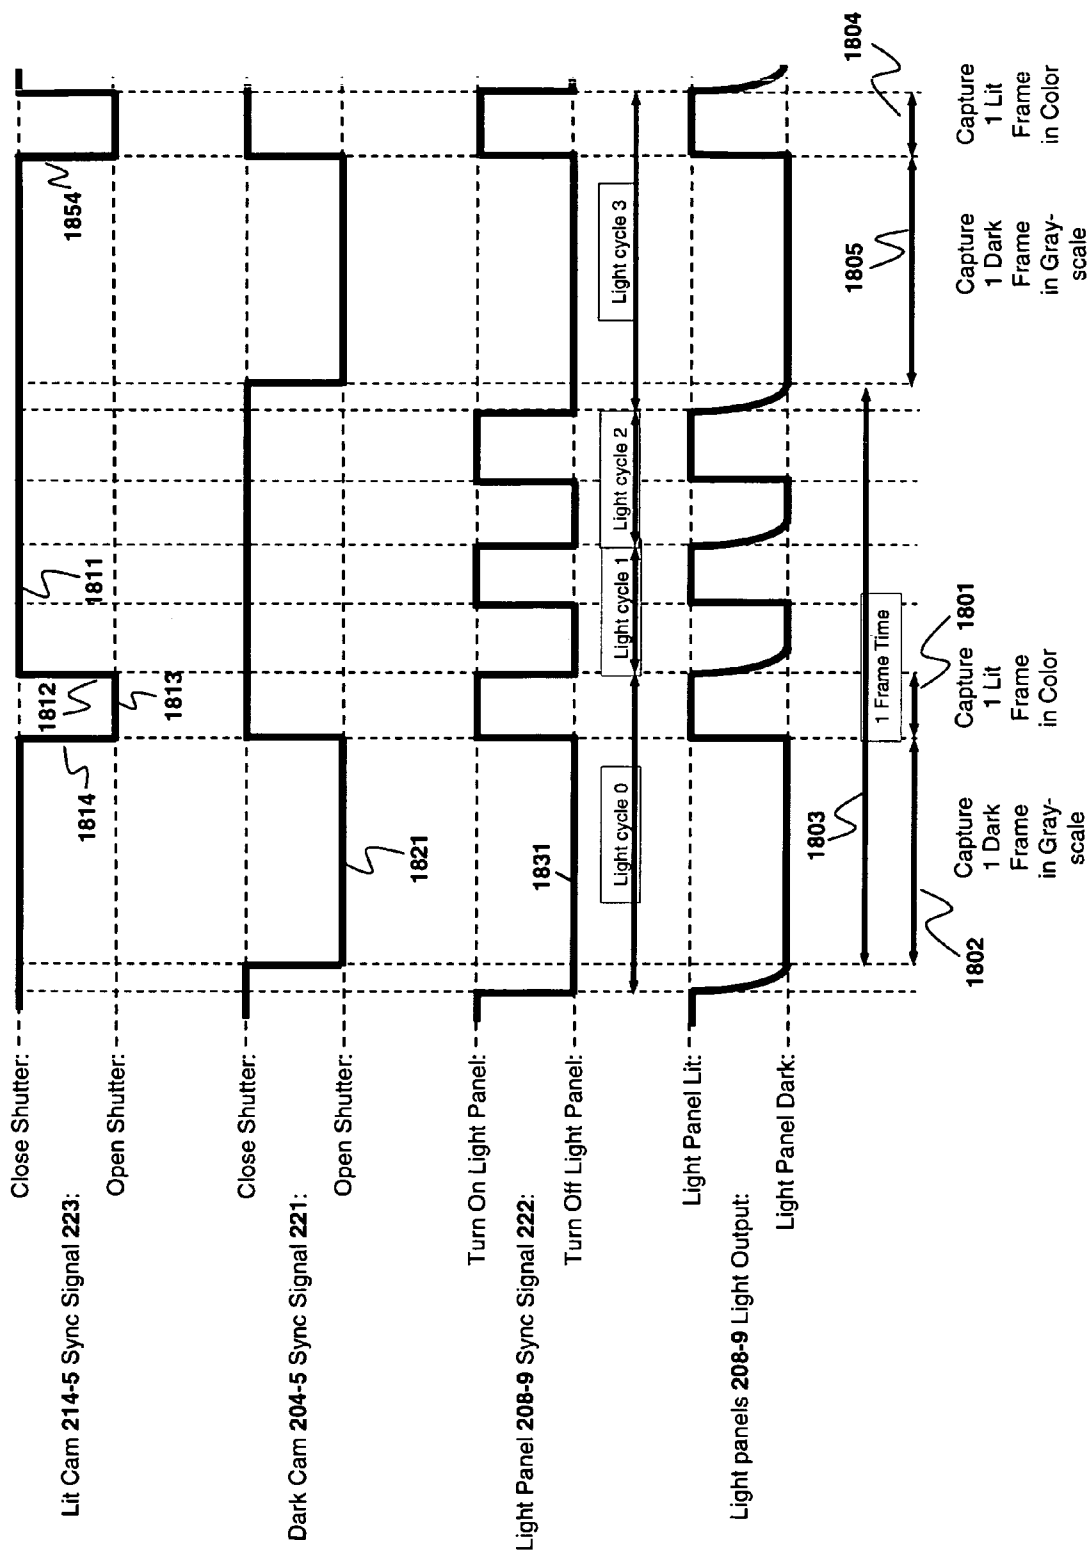 Lit Cam 214-5 Sync Signal 223:
Close Shutter:
Open Shutter:
1814
1812
1813
1811
1854
Dark Cam 204-5 Sync Signal 221:
Close Shutter:
Open Shutter:
1821
Light Panel 208-9 Sync Signal 222:
Turn On Light Panel:
Turn Off Light Panel:
1831
Light cycle 0
Light cycle 1
Light cycle 2
Light cycle 3
Light panels 208-9 Light Output:
Light Panel Lit:
Light Panel Dark:
1803
1 Frame Time
1802
1801
1805
1804
Capture
1 Dark
Frame
in Gray-
scale
Capture
1 Lit
Frame
in Color
Capture
1 Dark
Frame
in Gray-
scale
Capture
1 Lit
Frame
in Color